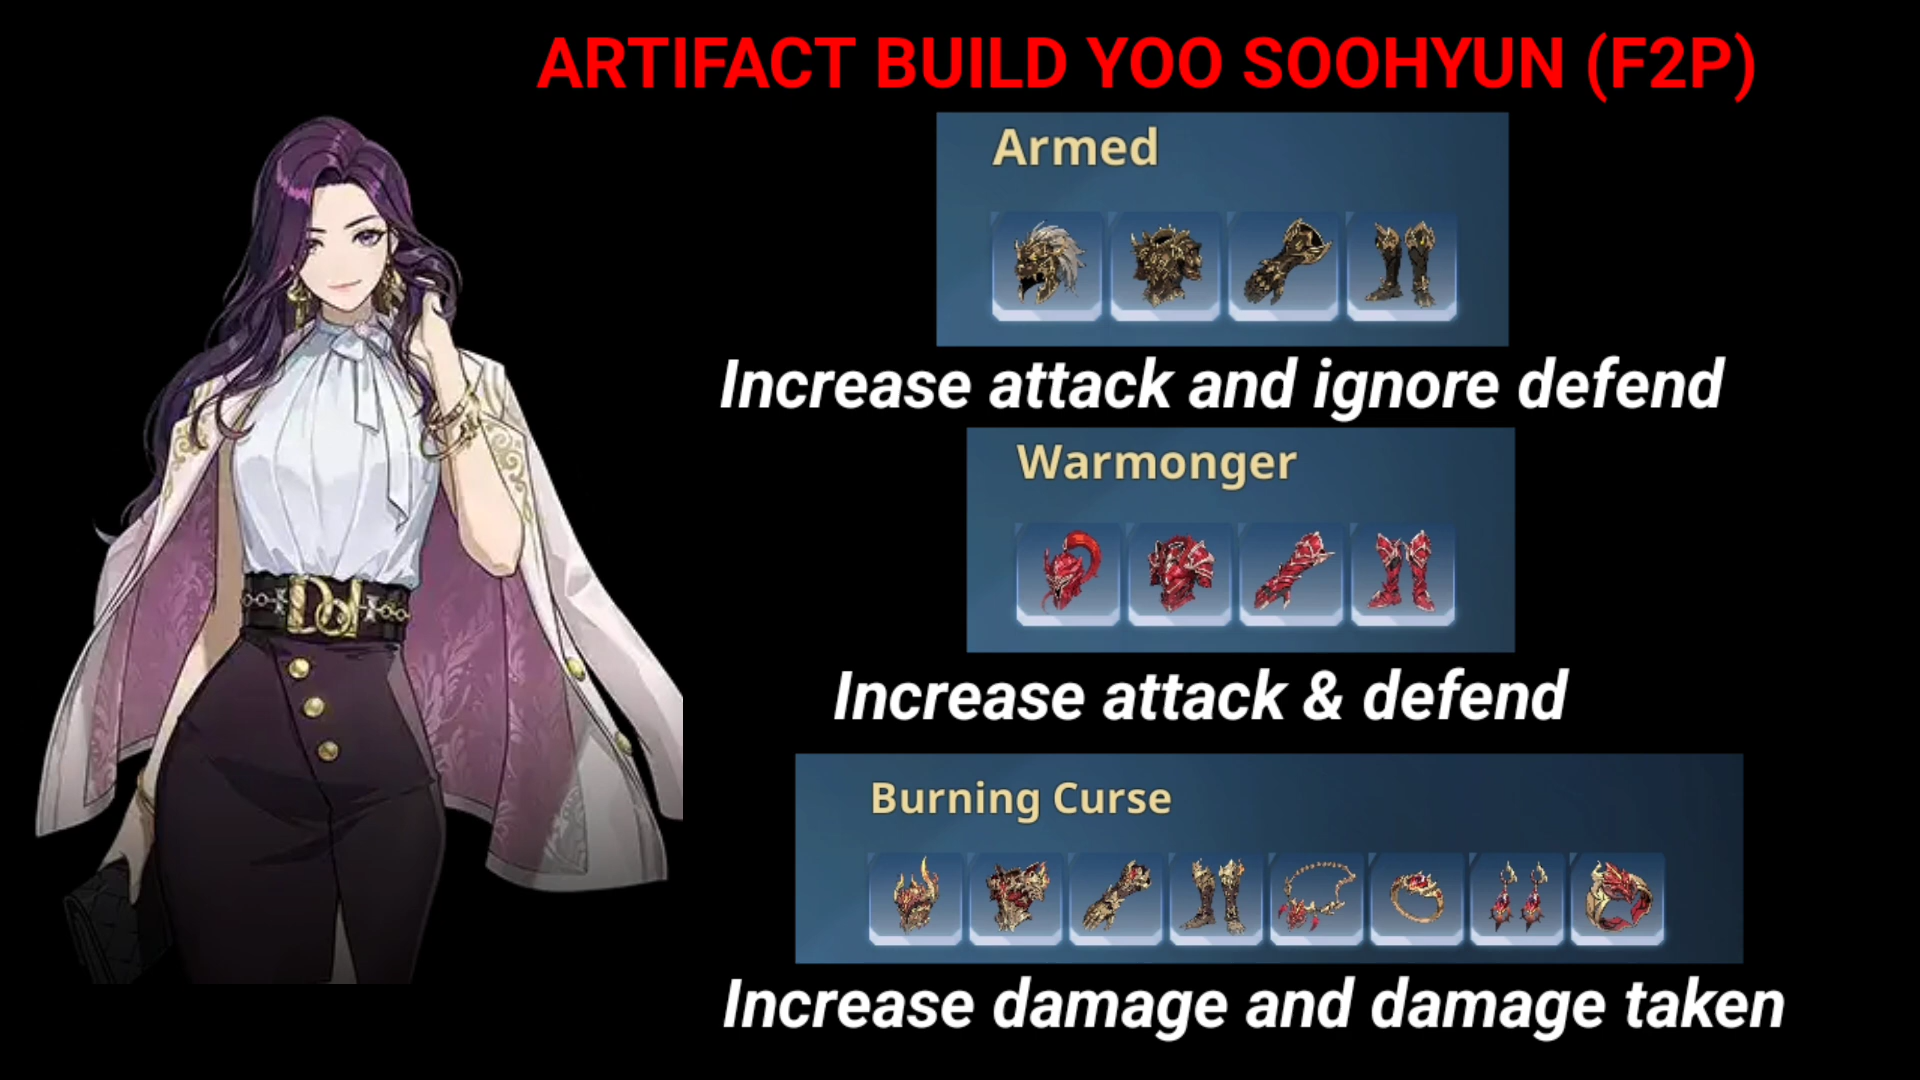 ARTIFACT BUILD YOO SOOHYUN (F2P)
Armed
Increase attack and ignore defend
Warmonger
Increase attack & defend
Burning Curse
Increase damage and damage taken